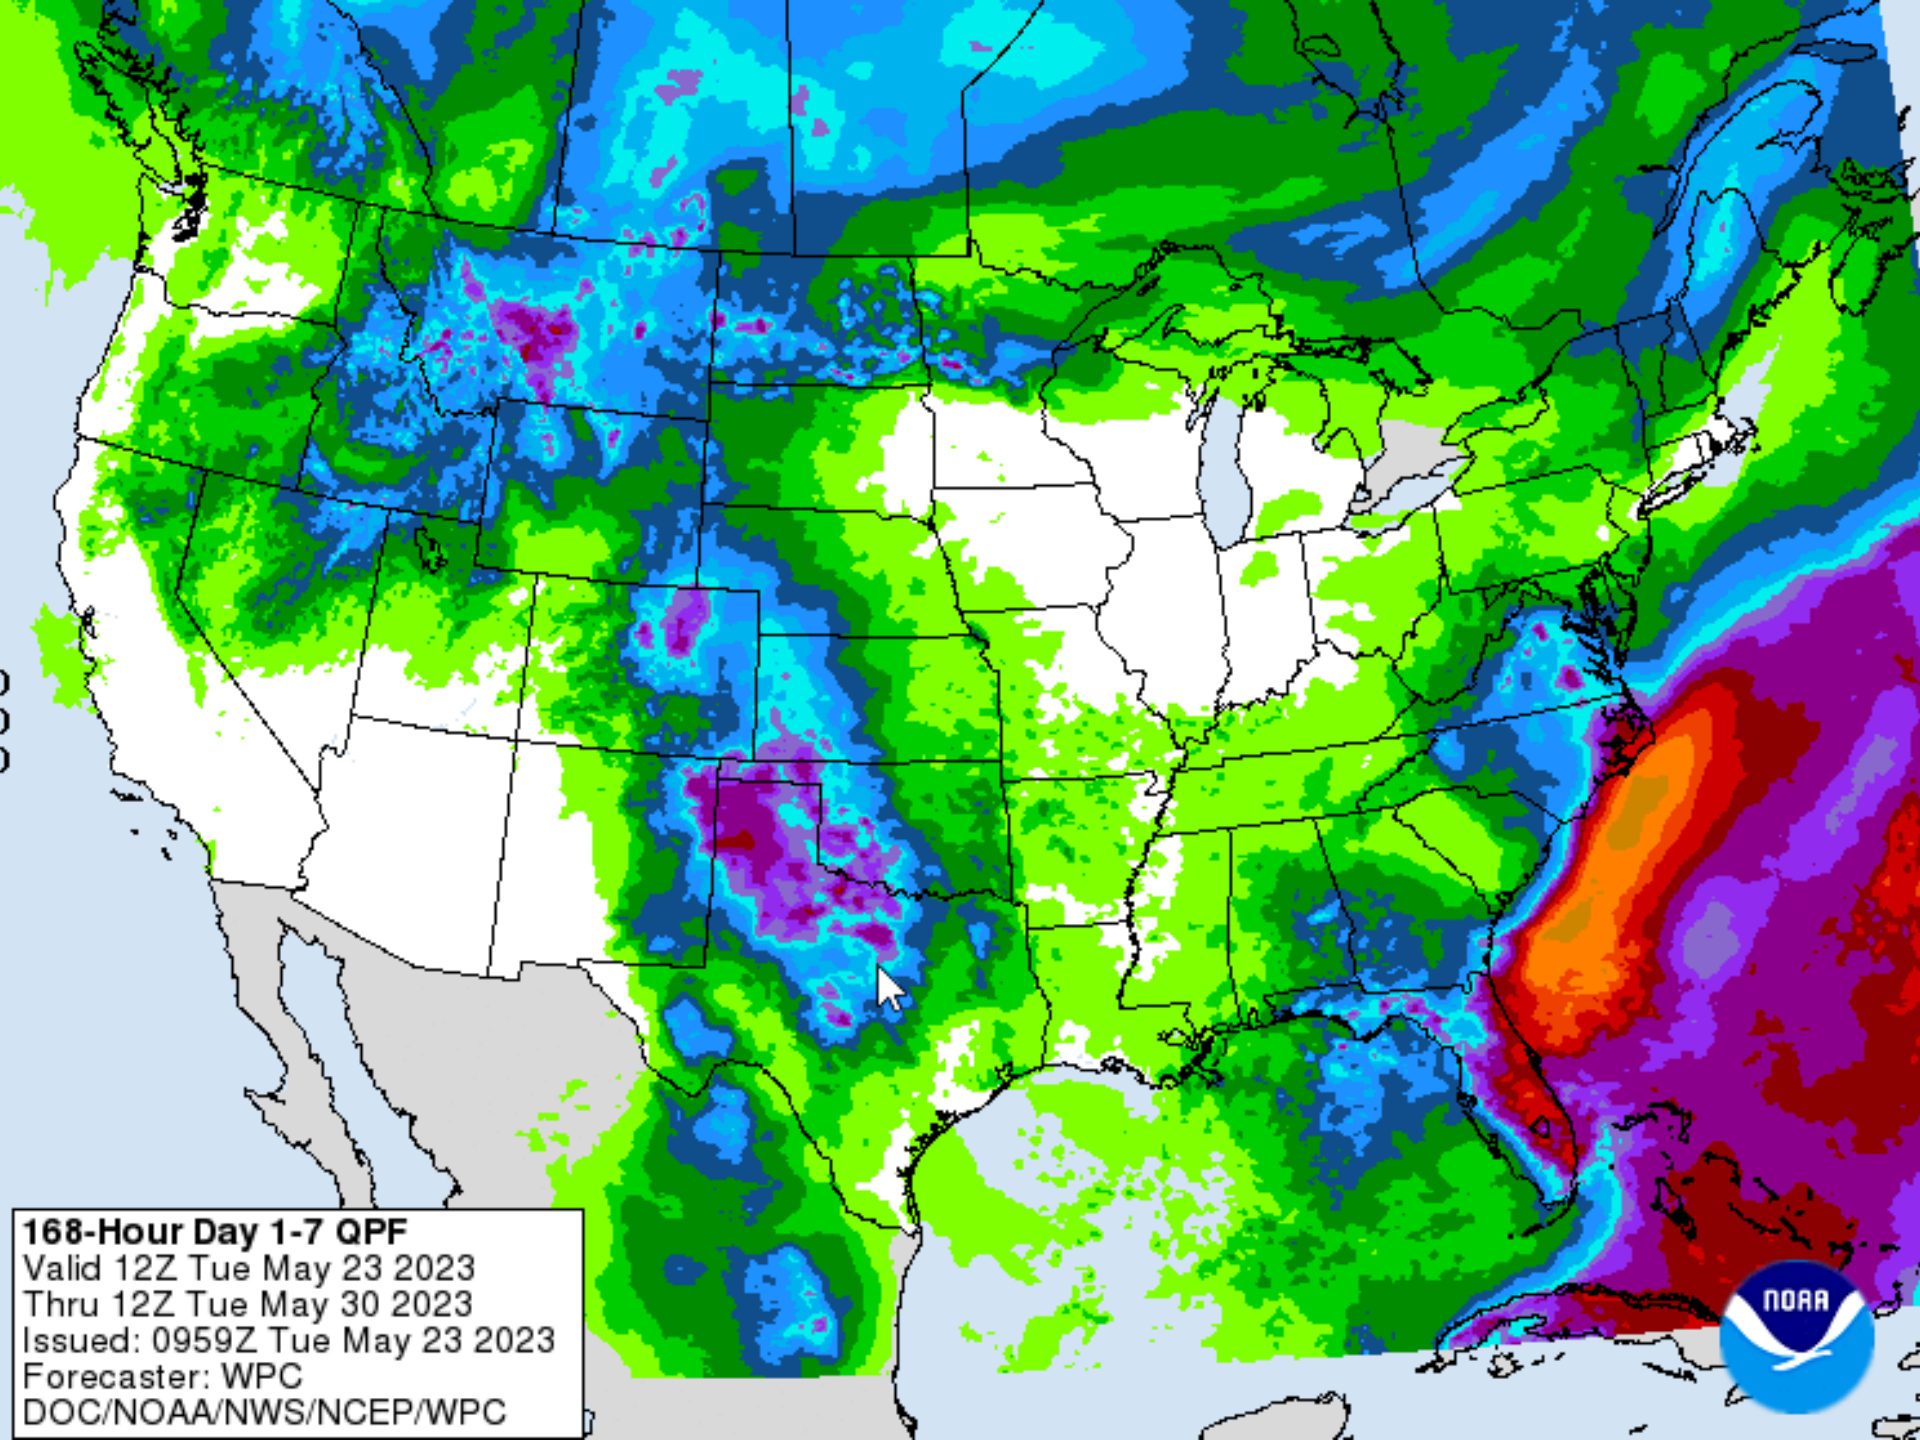 168-Hour Day 1-7 QPF
Valid 12Z Tue May 23 2023
Thru 12Z Tue May 30 2023
Issued: 0959Z Tue May 23 2023
Forecaster: WPC
DOC/NOAA/NWS/NCEP/WPC
NOAA